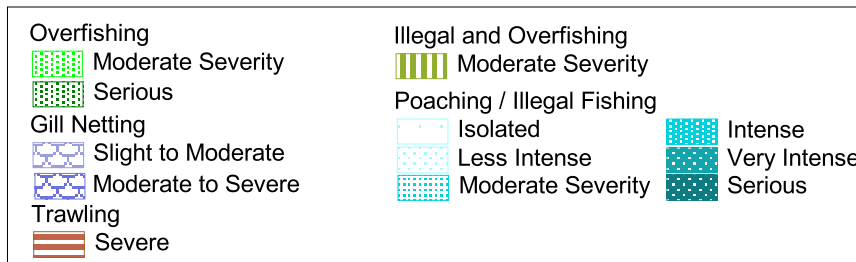 Overfishing
Moderate Severity
Serious
Gill Netting
Slight to Moderate
Moderate to Severe
Trawling
Severe
Illegal and Overfishing
Moderate Severity
Poaching / Illegal Fishing
Isolated
Less Intense
Moderate Severity
Intense
Very Intense
Serious